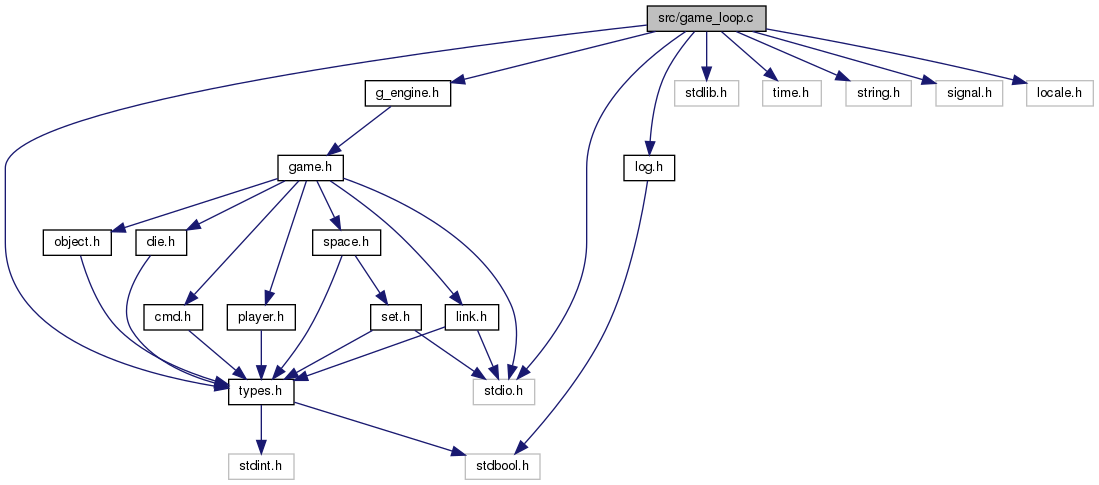 src/game_loop.c
g_engine.h
stdlib.h
time.h
string.h
signal.h
locale.h
game.h
log.h
object.h
die.h
space.h
cmd.h
player.h
set.h
link.h
types.h
stdio.h
stdint.h
stdbool.h